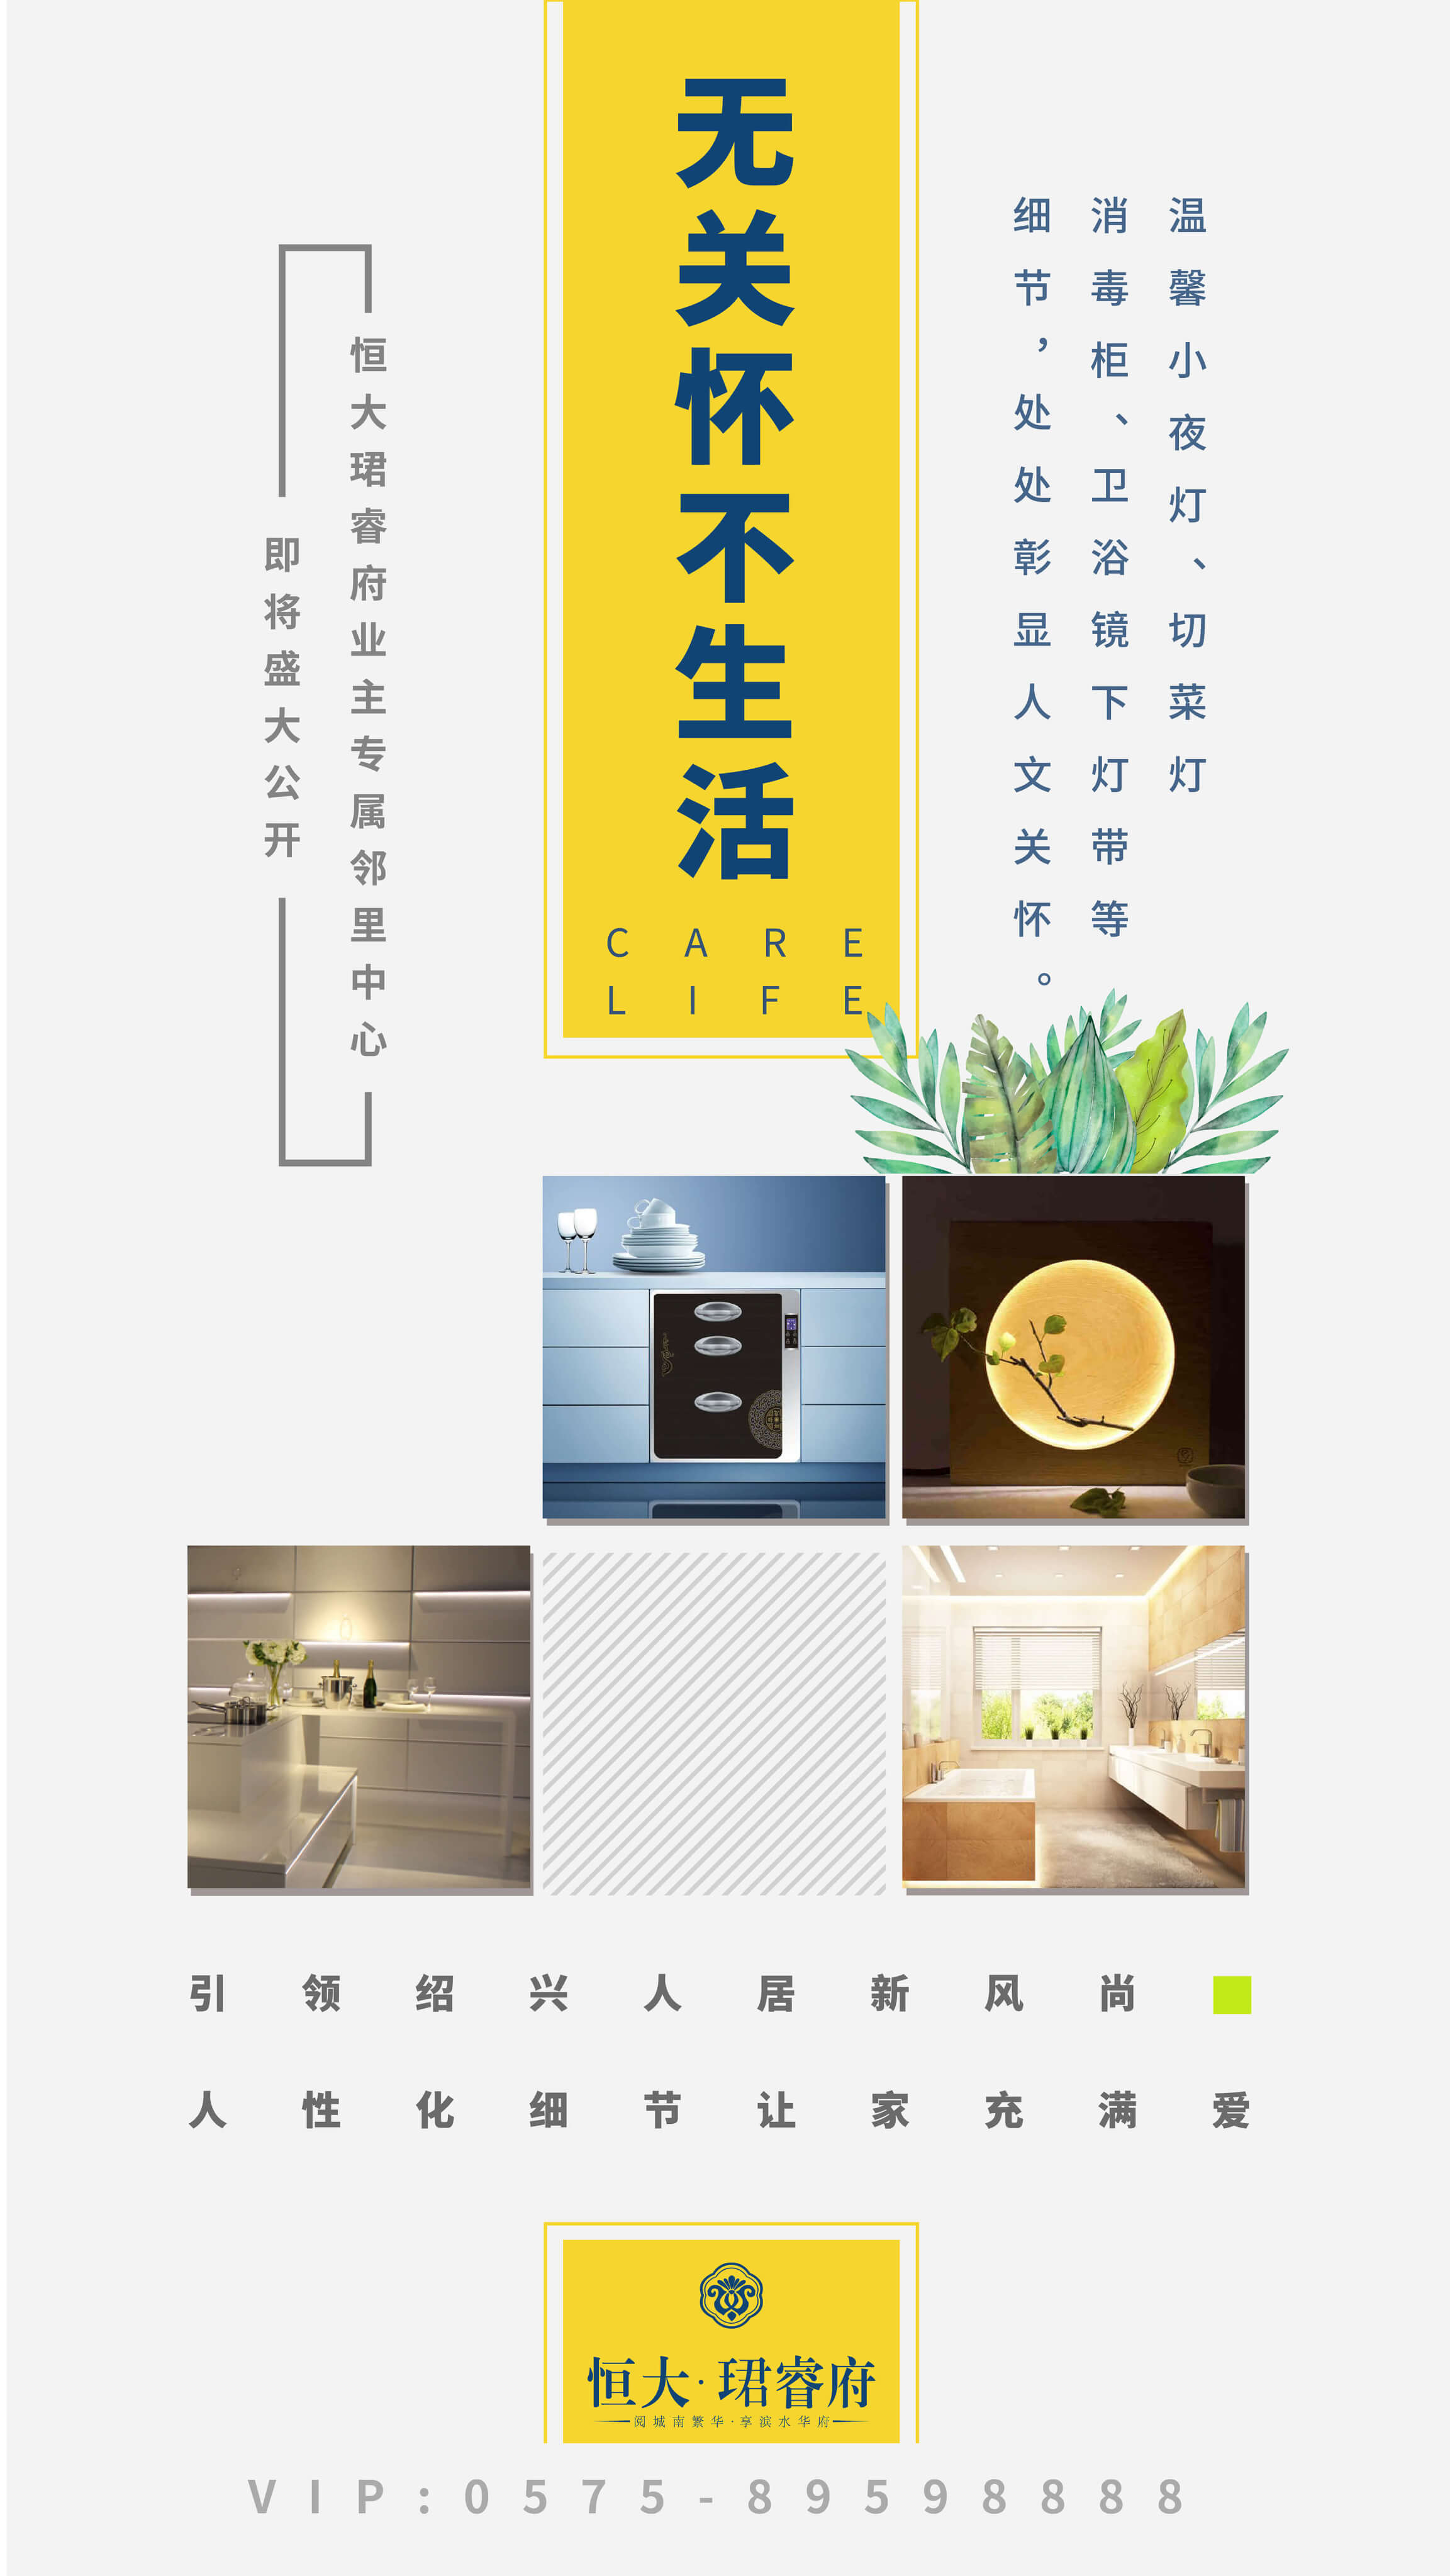 无关怀不生活
CARE
LIFE
温馨小夜灯、切菜灯
消毒柜、卫浴镜下灯带等
细节，处处彰显人文关怀。
恒大珺睿府业主专属邻里中心
即将盛大公开
引领绍兴人居新风尚
人性化细节让家充满爱
恒大·珺睿府
阅城南繁华·享滨水华府
VIP:0575-89598888